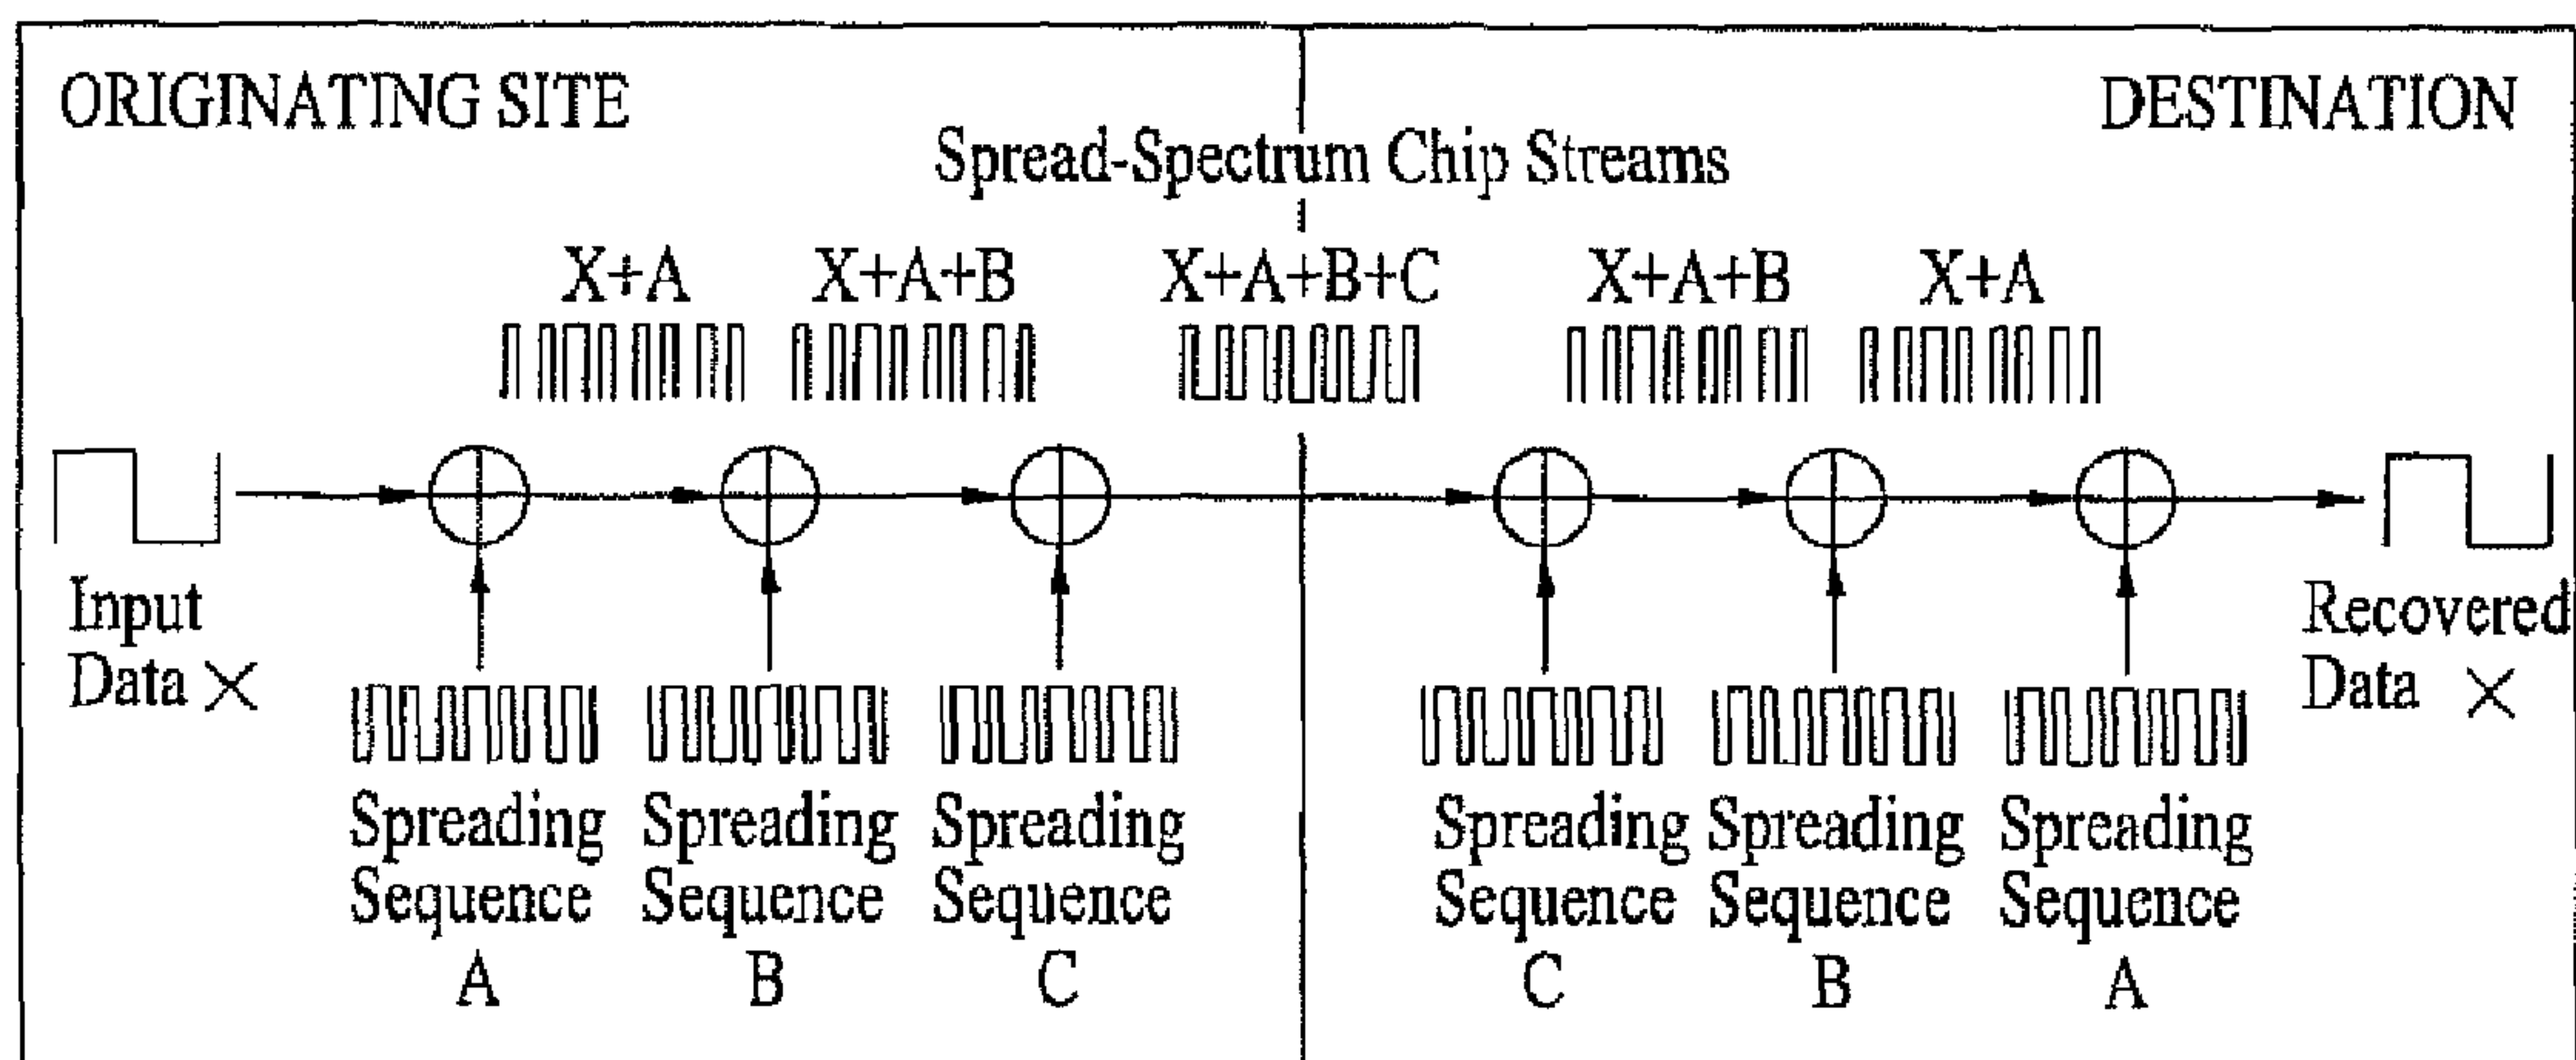 ORIGINATING SITE
DESTINATION
Spread-Spectrum Chip Streams
X+A
X+A+B
X+A+B+C
X+A+B
X+A
Input
Data X
Recovered
Data X
Spreading
Sequence
A
Spreading
Sequence
B
Spreading
Sequence
C
Spreading
Sequence
C
Spreading
Sequence
B
Spreading
Sequence
A